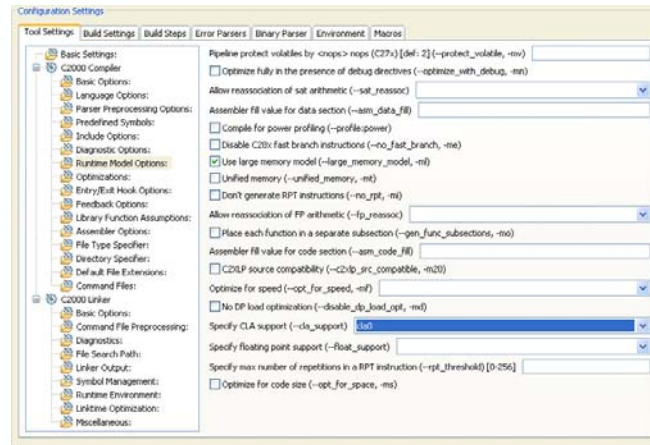 Configuration Settings
Tool Settings Build Settings Build Steps Error Parsers Binary Parser Environment Macros
Basic Settings:
C2000 Compiler
Basic Options:
Language Options:
Parser Preprocessing Options:
Predefined Symbols:
Include Options:
Diagnostic Options:
Runtime Model Options:
Optimizations:
Entry/Exit Hook Options:
Feedback Options:
Library Function Assumptions:
Assembler Options:
File Type Specifier:
Directory Specifier:
Default File Extensions:
Command Files:
C2000 Linker
Basic Options:
Command File Preprocessing:
Diagnostics:
File Search Path:
Linker Output:
Symbol Management:
Runtime Environment:
Linktime Optimization:
Miscellaneous:
Pipeline protect volatiles by <nops> nops (C27x) [def: 2] (--protect_volatile, -mv)
Optimize fully in the presence of debug directives (--optimize_with_debug, -mn)
Allow reassociation of sat arithmetic (--sat_reassoc)
Assembler fill value for data section (--asm_data_fill)
Compile for power profiling (--profile:power)
Disable C28x fast branch instructions (--no_fast_branch, -me)
Use large memory model (--large_memory_model, -ml)
Unified memory (--unified_memory, -mt)
Don't generate RPT instructions (--no_rpt, -mi)
Allow reassociation of FP arithmetic (--fp_reassoc)
Place each function in a separate subsection (--gen_func_subsections, -mo)
Assembler fill value for code section (--asm_code_fill)
C2XLP source compatibility (--c2xlp_src_compatible, -m20)
Optimize for speed (--opt_for_speed, -mf)
No DP load optimization (--disable_dp_load_opt, -md)
Specify CLA support (--cla_support) cla0
Specify floating point support (--float_support)
Specify max number of repetitions in a RPT instruction (--rpt_threshold) [0-256]
Optimize for code size (--opt_for_space, -ms)